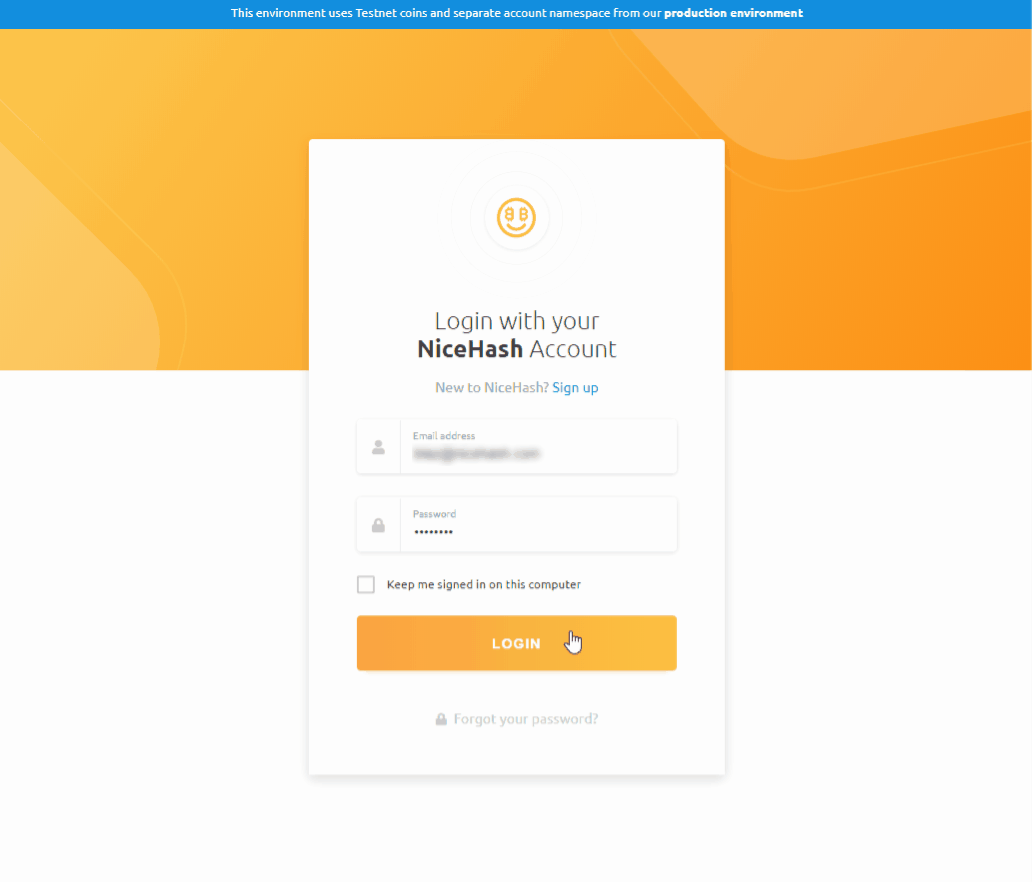 This environment uses Testnet coins and separate account namespace from our production environment
Login with your
NiceHash Account
New to NiceHash? Sign up
Email address
Password
••••••••
Keep me signed in on this computer
LOGIN
Forgot your password?